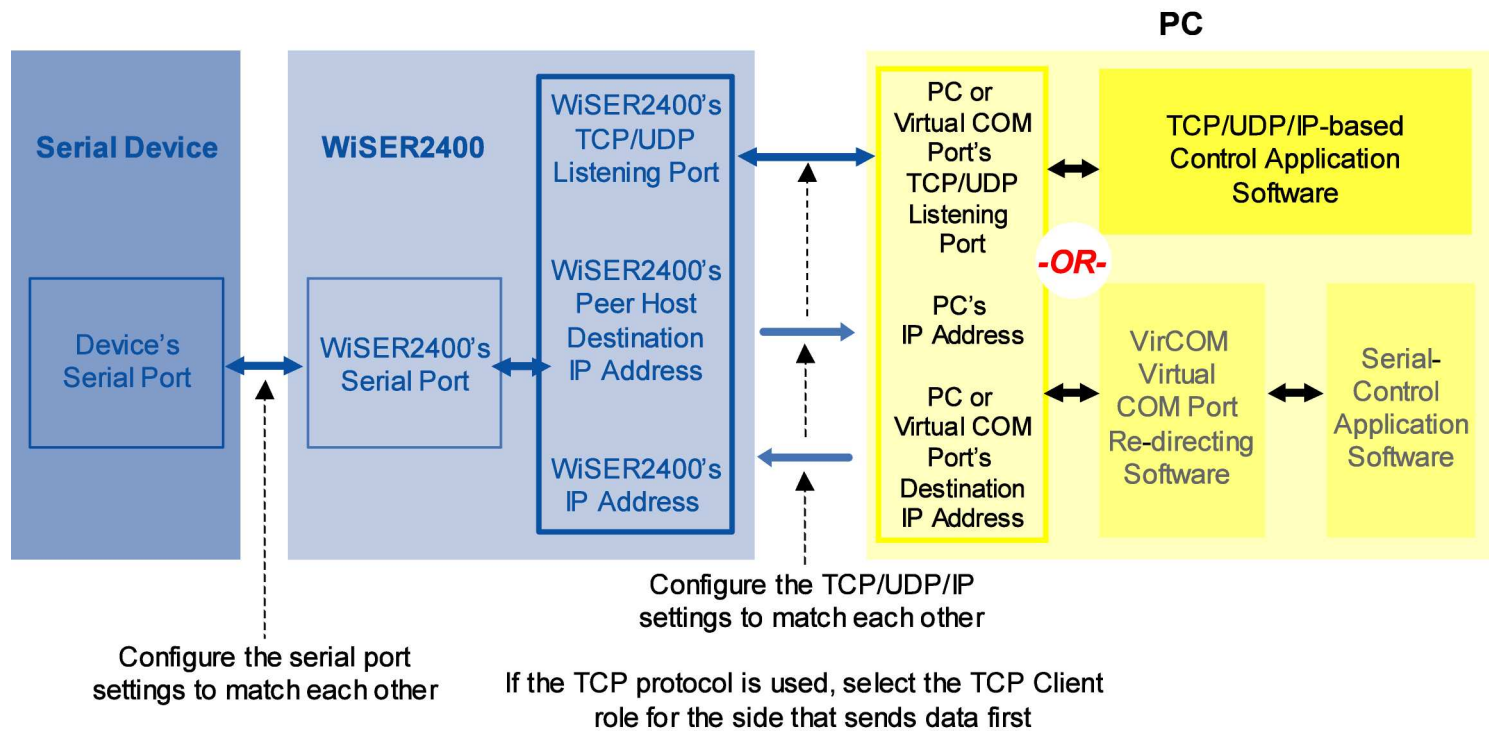 PC
Serial Device
Device's
Serial Port
WiSER2400
WiSER2400's
Serial Port
WiSER2400's
TCP/UDP
Listening Port
WiSER2400's
Peer Host
Destination
IP Address
WiSER2400's
IP Address
PC or
Virtual COM
Port's
TCP/UDP
Listening
Port
PC's
IP Address
PC or
Virtual COM
Port's
Destination
IP Address
TCP/UDP/IP-based
Control Application
Software
-OR-
VirCOM
Virtual
COM Port
Re-directing
Software
Serial-
Control
Application
Software
Configure the serial port
settings to match each other
Configure the TCP/UDP/IP
settings to match each other
If the TCP protocol is used, select the TCP Client
role for the side that sends data first